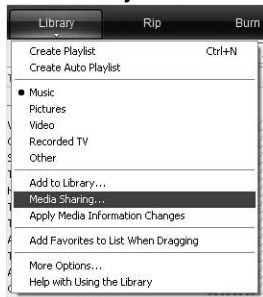 Library Rip Burn
Create Playlist Ctrl+N
Create Auto Playlist
Music
Pictures
Video
Recorded TV
Other
Add to Library...
Media Sharing...
Apply Media Information Changes
Add Favorites to List When Dragging
More Options...
Help with Using the Library